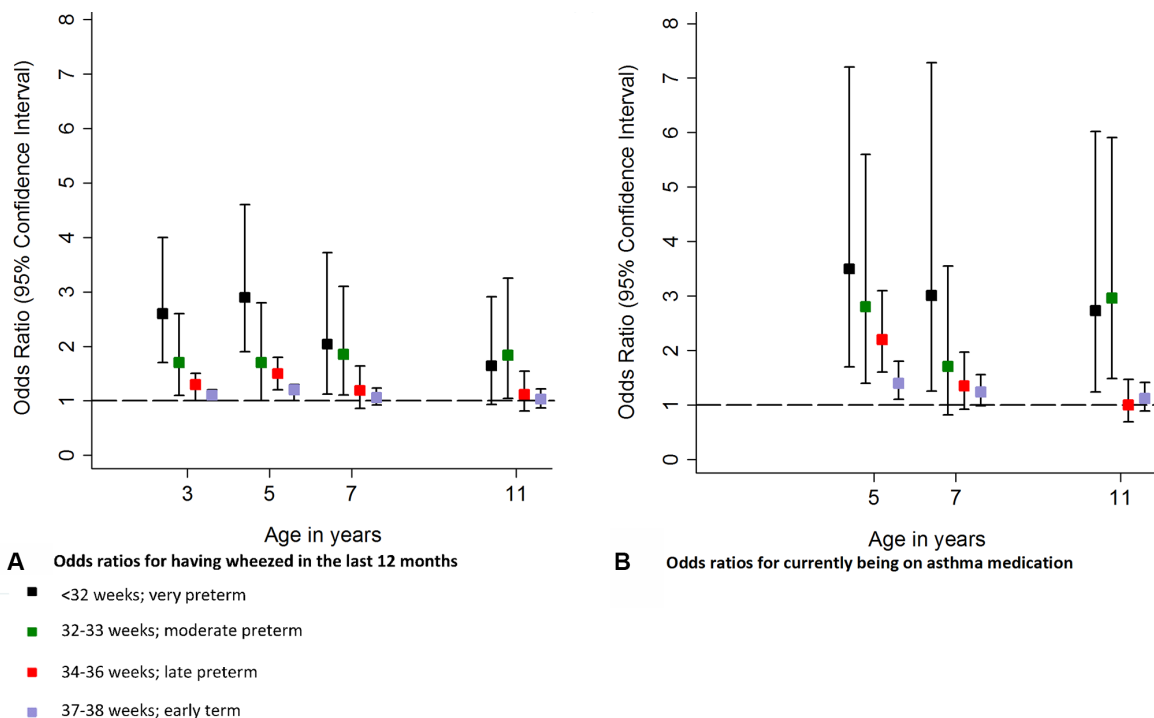 Odds Ratio (95% Confidence Interval)
8
7
6
5
4
3
2
1
0
3 5 7 11
Age in years
A Odds ratios for having wheezed in the last 12 months
<32 weeks; very preterm
32-33 weeks; moderate preterm
34-36 weeks; late preterm
37-38 weeks; early term
Odds Ratio (95% Confidence Interval)
8
7
6
5
4
3
2
1
0
5 7 11
Age in years
B Odds ratios for currently being on asthma medication